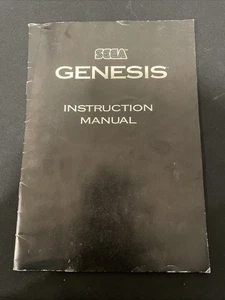 SEGA
GENESIS
INSTRUCTION
MANUAL